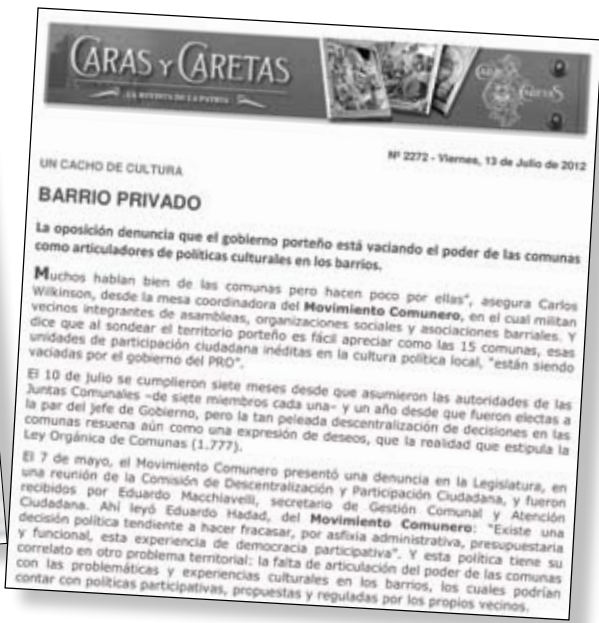 CARAS Y CARETAS
LA REVISTA DE LA PATRIA
CARAS Y CARETAS
Nº 2272 - Viernes, 13 de Julio de 2012
UN CACHO DE CULTURA
BARRIO PRIVADO
La oposición denuncia que el gobierno porteño está vaciando el poder de las comunas
como articuladores de políticas culturales en los barrios.
Muchos hablan bien de las comunas pero hacen poco por ellas", asegura Carlos
Wilkinson, desde la mesa coordinadora del Movimiento Comunero, en el cual militan
vecinos integrantes de asambleas, organizaciones sociales y asociaciones barriales. Y
dice que al sondear el territorio porteño es fácil apreciar como las 15 comunas, esas
unidades de participación ciudadana inéditas en la cultura política local, "están siendo
vaciadas por el gobierno del PRO".
El 10 de julio se cumplieron siete meses desde que asumieron las autoridades de las
Juntas Comunales –de siete miembros cada una– y un año desde que fueron electas a
la par del jefe de Gobierno, pero la tan peleada descentralización de decisiones en las
comunas resuena aún como una expresión de deseos, que la realidad que estipula la
Ley Orgánica de Comunas (1.777).
El 7 de mayo, el Movimiento Comunero presentó una denuncia en la Legislatura, en
una reunión de la Comisión de Descentralización y Participación Ciudadana, y fueron
recibidos por Eduardo Macchiavelli, secretario de Gestión Comunal y Atención
Ciudadana. Ahí leyó Eduardo Hadad, del Movimiento Comunero: "Existe una
decisión política tendiente a hacer fracasar, por asfixia administrativa, presupuestaria
y funcional, esta experiencia de democracia participativa". Y esta política tiene su
correlato en otro problema territorial: la falta de articulación del poder de las comunas
con las problemáticas y experiencias culturales en los barrios, los cuales podrían
contar con políticas participativas, propuestas y reguladas por los propios vecinos.